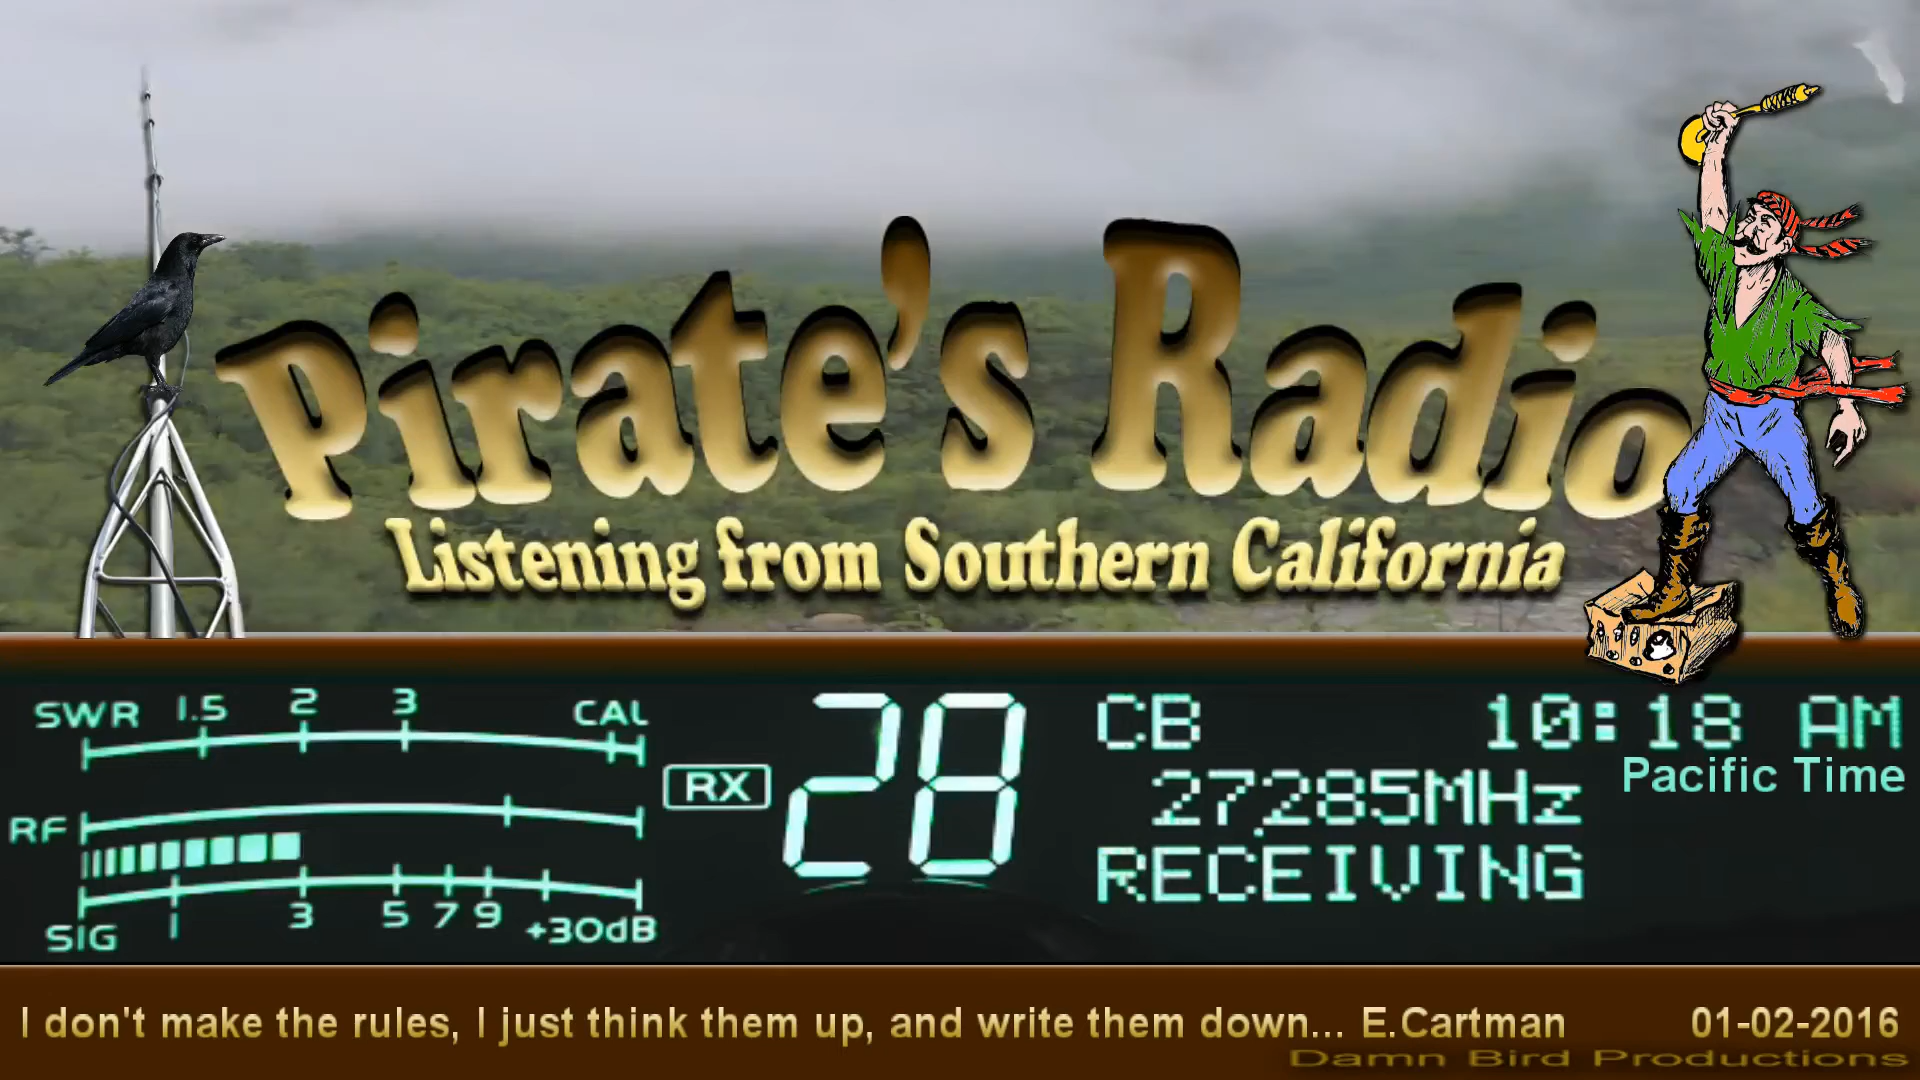 Pirate's Radio
Listening from Southern California
SWR 1.5 2 3 CAL
RF
SIG 1 3 5 7 9 +30dB
RX
28
CB
27.285MHz
RECEIVING
10:18 AM
Pacific Time
I don't make the rules, I just think them up, and write them down... E.Cartman
01-02-2016
Damn Bird Productions